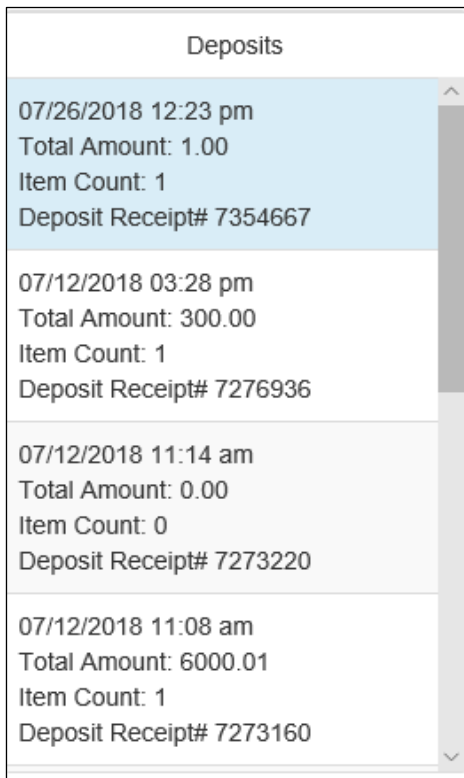 Deposits
07/26/2018 12:23 pm
Total Amount: 1.00
Item Count: 1
Deposit Receipt# 7354667
07/12/2018 03:28 pm
Total Amount: 300.00
Item Count: 1
Deposit Receipt# 7276936
07/12/2018 11:14 am
Total Amount: 0.00
Item Count: 0
Deposit Receipt# 7273220
07/12/2018 11:08 am
Total Amount: 6000.01
Item Count: 1
Deposit Receipt# 7273160